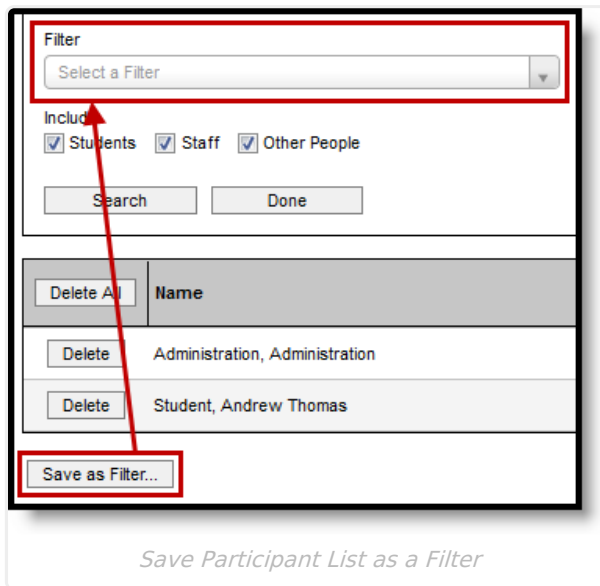 Filter
Select a Filter
Include
Students Staff Other People
Search Done
Delete All Name
Delete Administration, Administration
Delete Student, Andrew Thomas
Save as Filter...
Save Participant List as a Filter